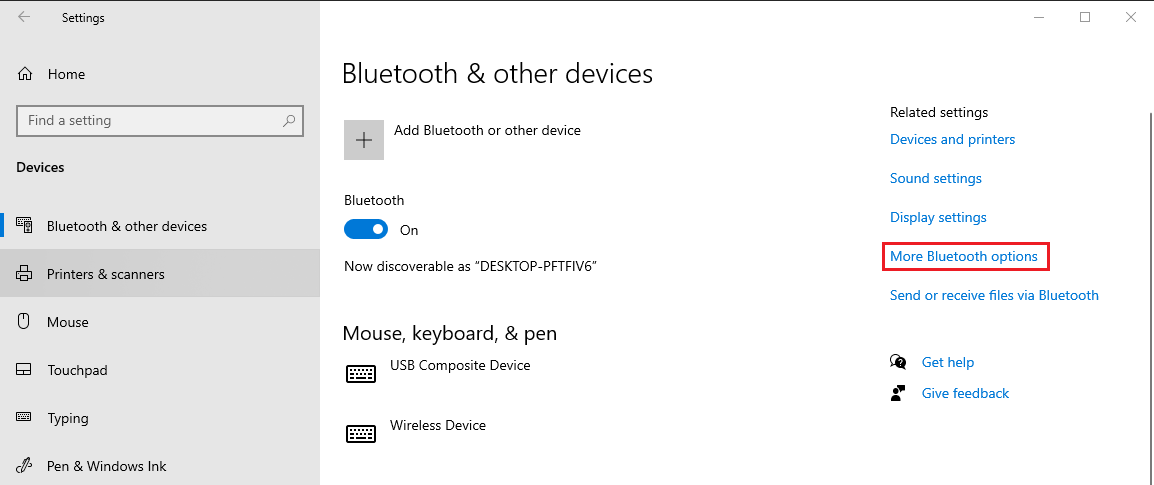 Settings
Home
Find a setting
Devices
Bluetooth & other devices
Printers & scanners
Mouse
Touchpad
Typing
Pen & Windows Ink
Bluetooth & other devices
Add Bluetooth or other device
Bluetooth
On
Now discoverable as “DESKTOP-PFTFIV6”
Mouse, keyboard, & pen
USB Composite Device
Wireless Device
Related settings
Devices and printers
Sound settings
Display settings
More Bluetooth options
Send or receive files via Bluetooth
Get help
Give feedback